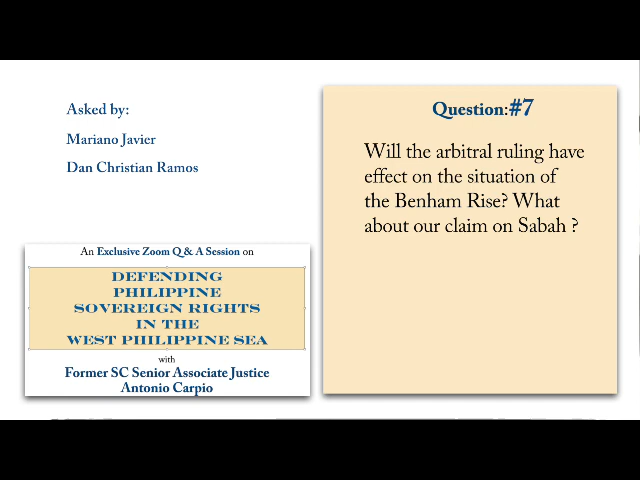 Asked by:
Mariano Javier
Dan Christian Ramos
An Exclusive Zoom Q & A Session on
DEFENDING
PHILIPPINE
SOVEREIGN RIGHTS
IN THE
WEST PHILIPPINE SEA
with
Former SC Senior Associate Justice
Antonio Carpio
Question:#7
Will the arbitral ruling have
effect on the situation of
the Benham Rise? What
about our claim on Sabah ?